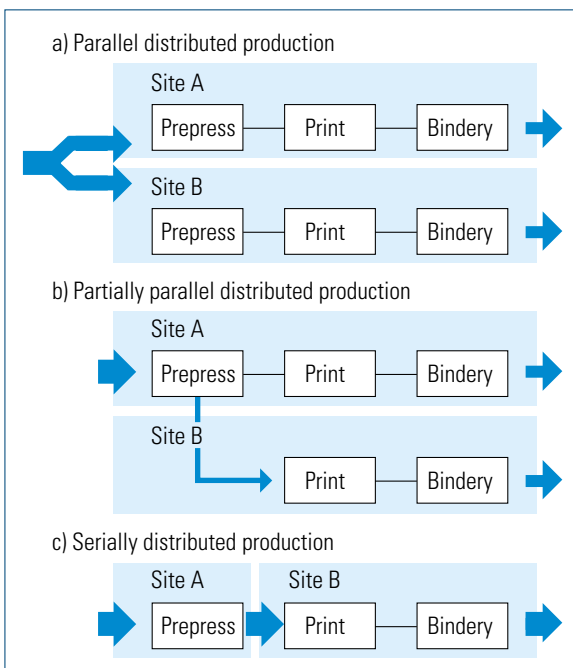 a) Parallel distributed production
Site A
Prepress Print Bindery
Site B
Prepress Print Bindery
b) Partially parallel distributed production
Site A
Prepress Print Bindery
Site B
Print Bindery
c) Serially distributed production
Site A Site B
Prepress Print Bindery